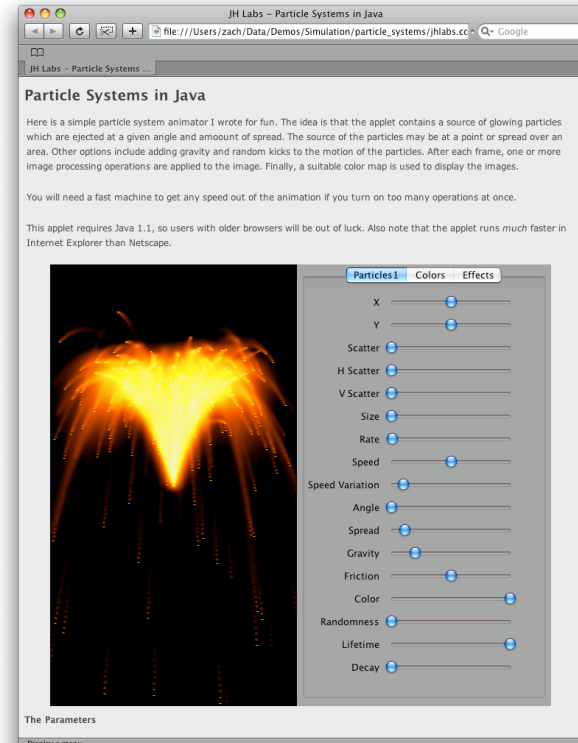 JH Labs - Particle Systems in Java
file:///Users/zach/Data/Demos/Simulation/particle_systems/jhlabs.cc
Google
JH Labs - Particle Systems ...
Particle Systems in Java
Here is a simple particle system animator I wrote for fun. The idea is that the applet contains a source of glowing particles
which are ejected at a given angle and amoount of spread. The source of the particles may be at a point or spread over an
area. Other options include adding gravity and random kicks to the motion of the particles. After each frame, one or more
image processing operations are applied to the image. Finally, a suitable color map is used to display the images.
You will need a fast machine to get any speed out of the animation if you turn on too many operations at once.
This applet requires Java 1.1, so users with older browsers will be out of luck. Also note that the applet runs much faster in
Internet Explorer than Netscape.
Particles1 Colors Effects
X
Y
Scatter
H Scatter
V Scatter
Size
Rate
Speed
Speed Variation
Angle
Spread
Gravity
Friction
Color
Randomness
Lifetime
Decay
The Parameters
Display a menu